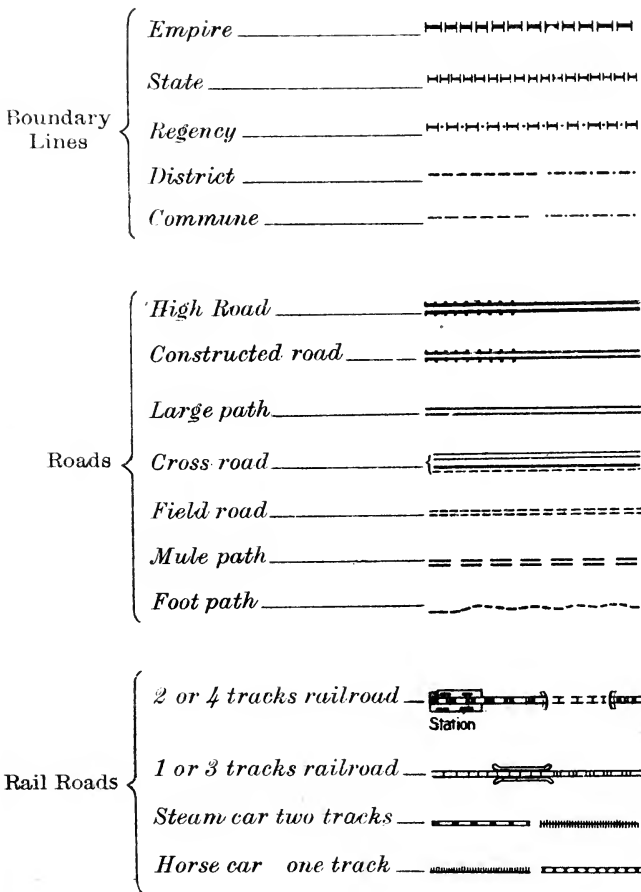 Boundary
Lines
Empire
State
Regency
District
Commune
Roads
High Road
Constructed road
Large path
Cross road
Field road
Mule path
Foot path
Rail Roads
2 or 4 tracks railroad
Station
1 or 3 tracks railroad
Steam car two tracks
Horse car one track